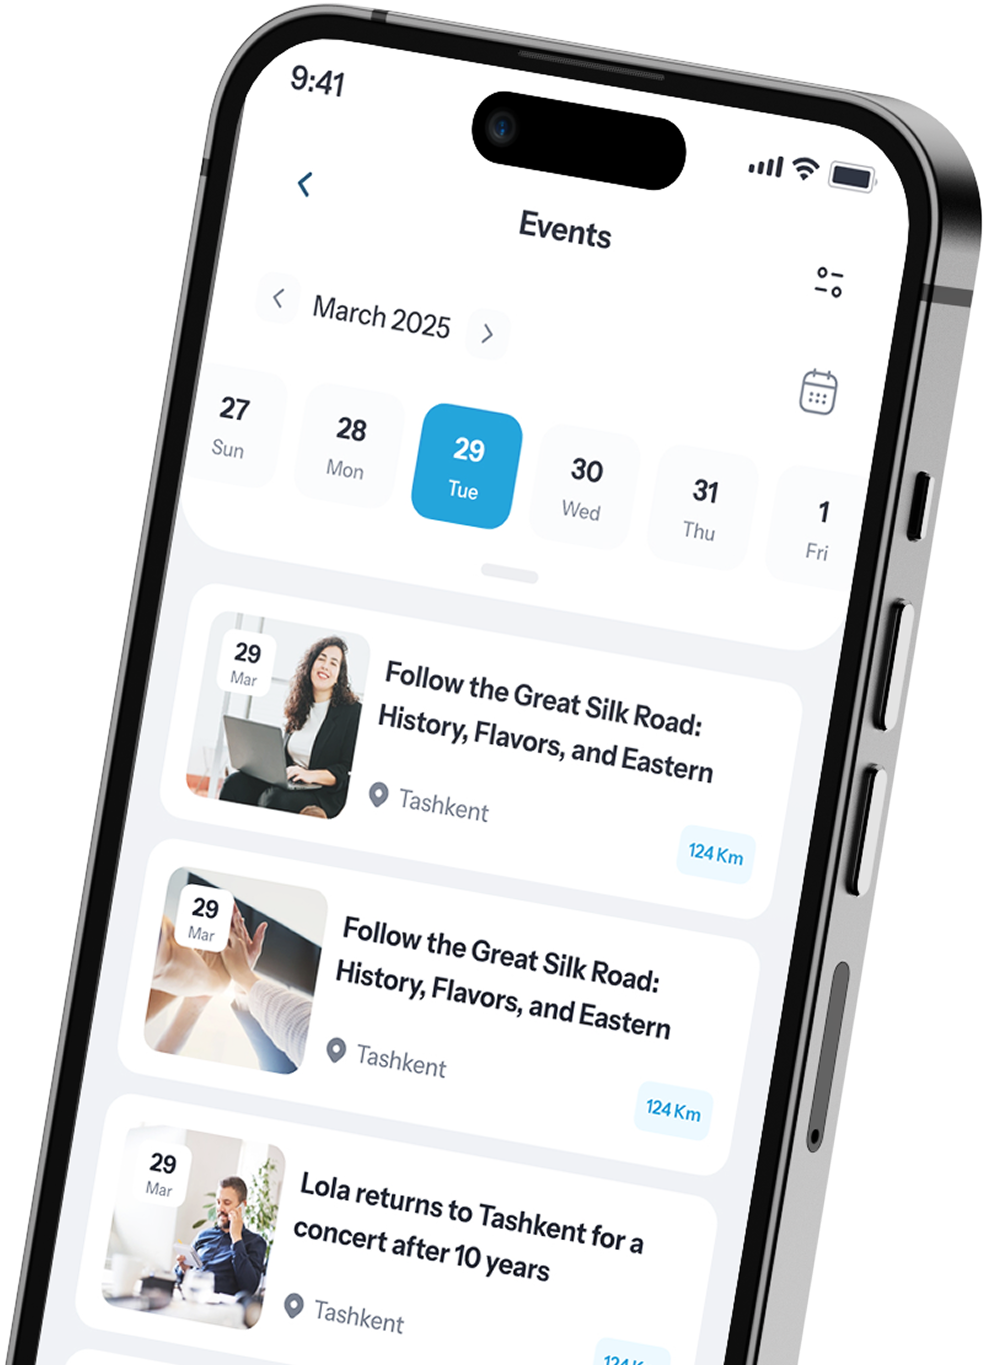 9:41
Events
March 2025
27
Sun
28
Mon
29
Tue
30
Wed
31
Thu
1
Fri
29
Mar
Follow the Great Silk Road:
History, Flavors, and Eastern
Tashkent
124 Km
29
Mar
Follow the Great Silk Road:
History, Flavors, and Eastern
Tashkent
124 Km
29
Mar
Lola returns to Tashkent for a
concert after 10 years
Tashkent